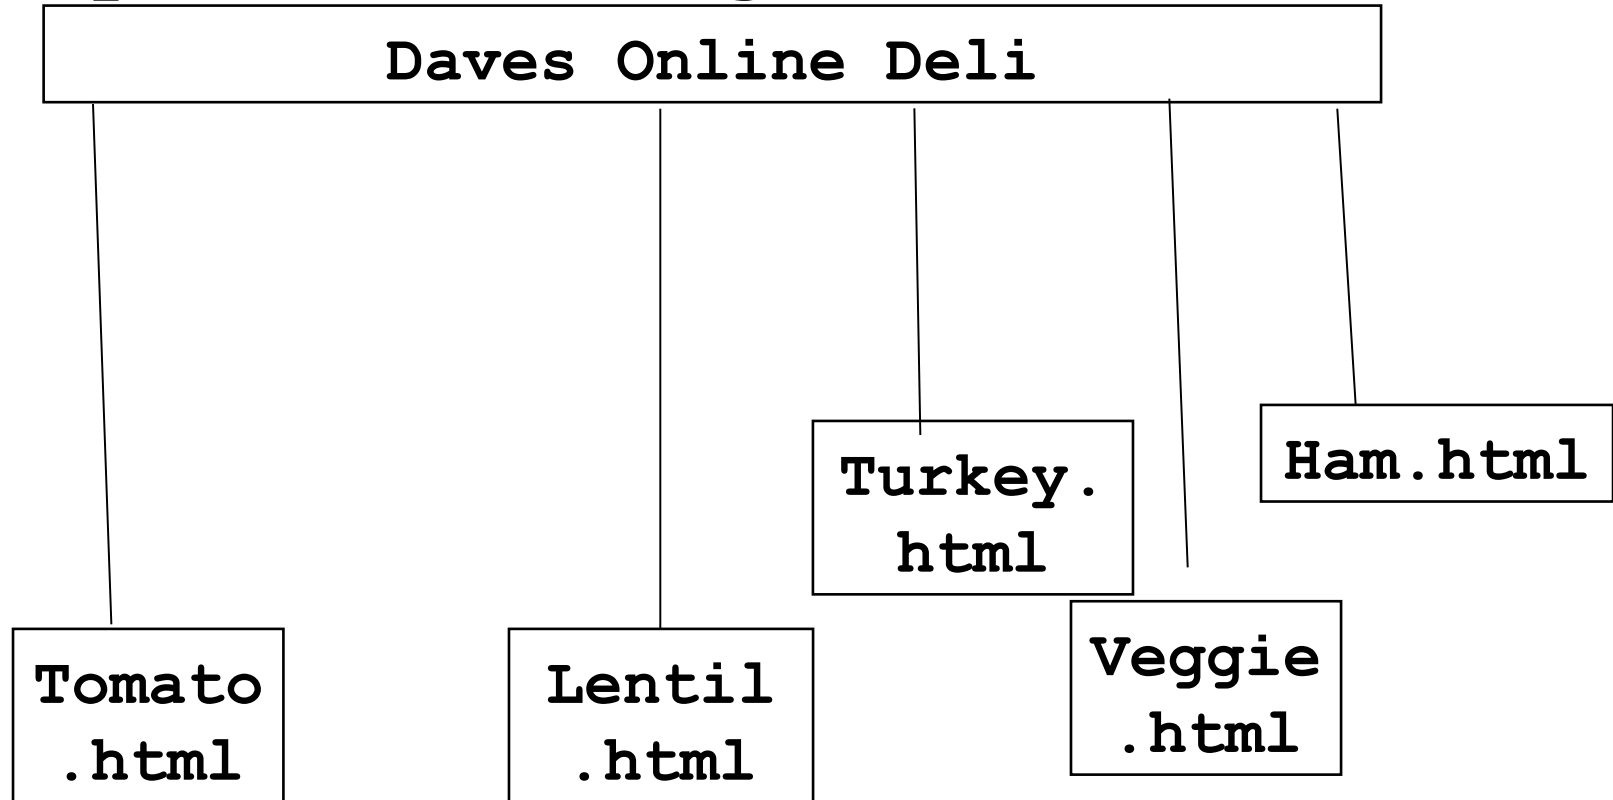 Daves Online Deli
Ham.html
Turkey.
html
Veggie
.html
Tomato
.html
Lentil
.html